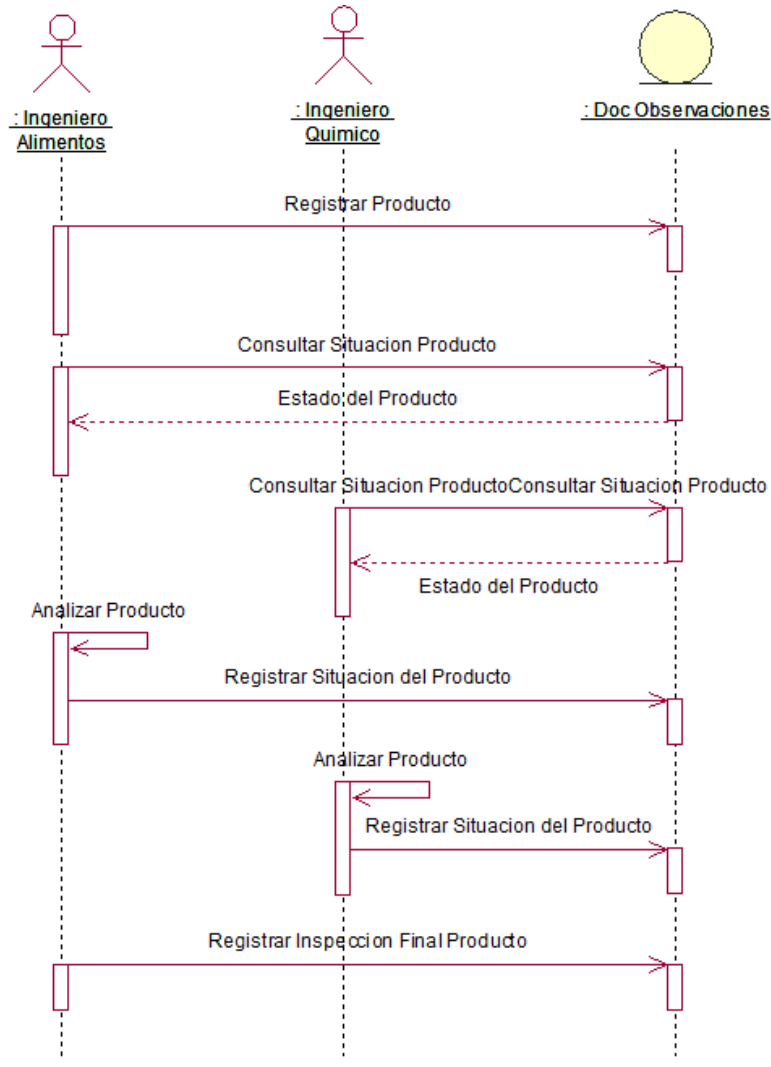 : Ingeniero
Alimentos
: Ingeniero
Quimico
: Doc Observaciones
Registrar Producto
Consultar Situacion Producto
Estado del Producto
Consultar Situacion ProductoConsultar Situacion Producto
Estado del Producto
Analizar Producto
Registrar Situacion del Producto
Analizar Producto
Registrar Situacion del Producto
Registrar Inspeccion Final Producto